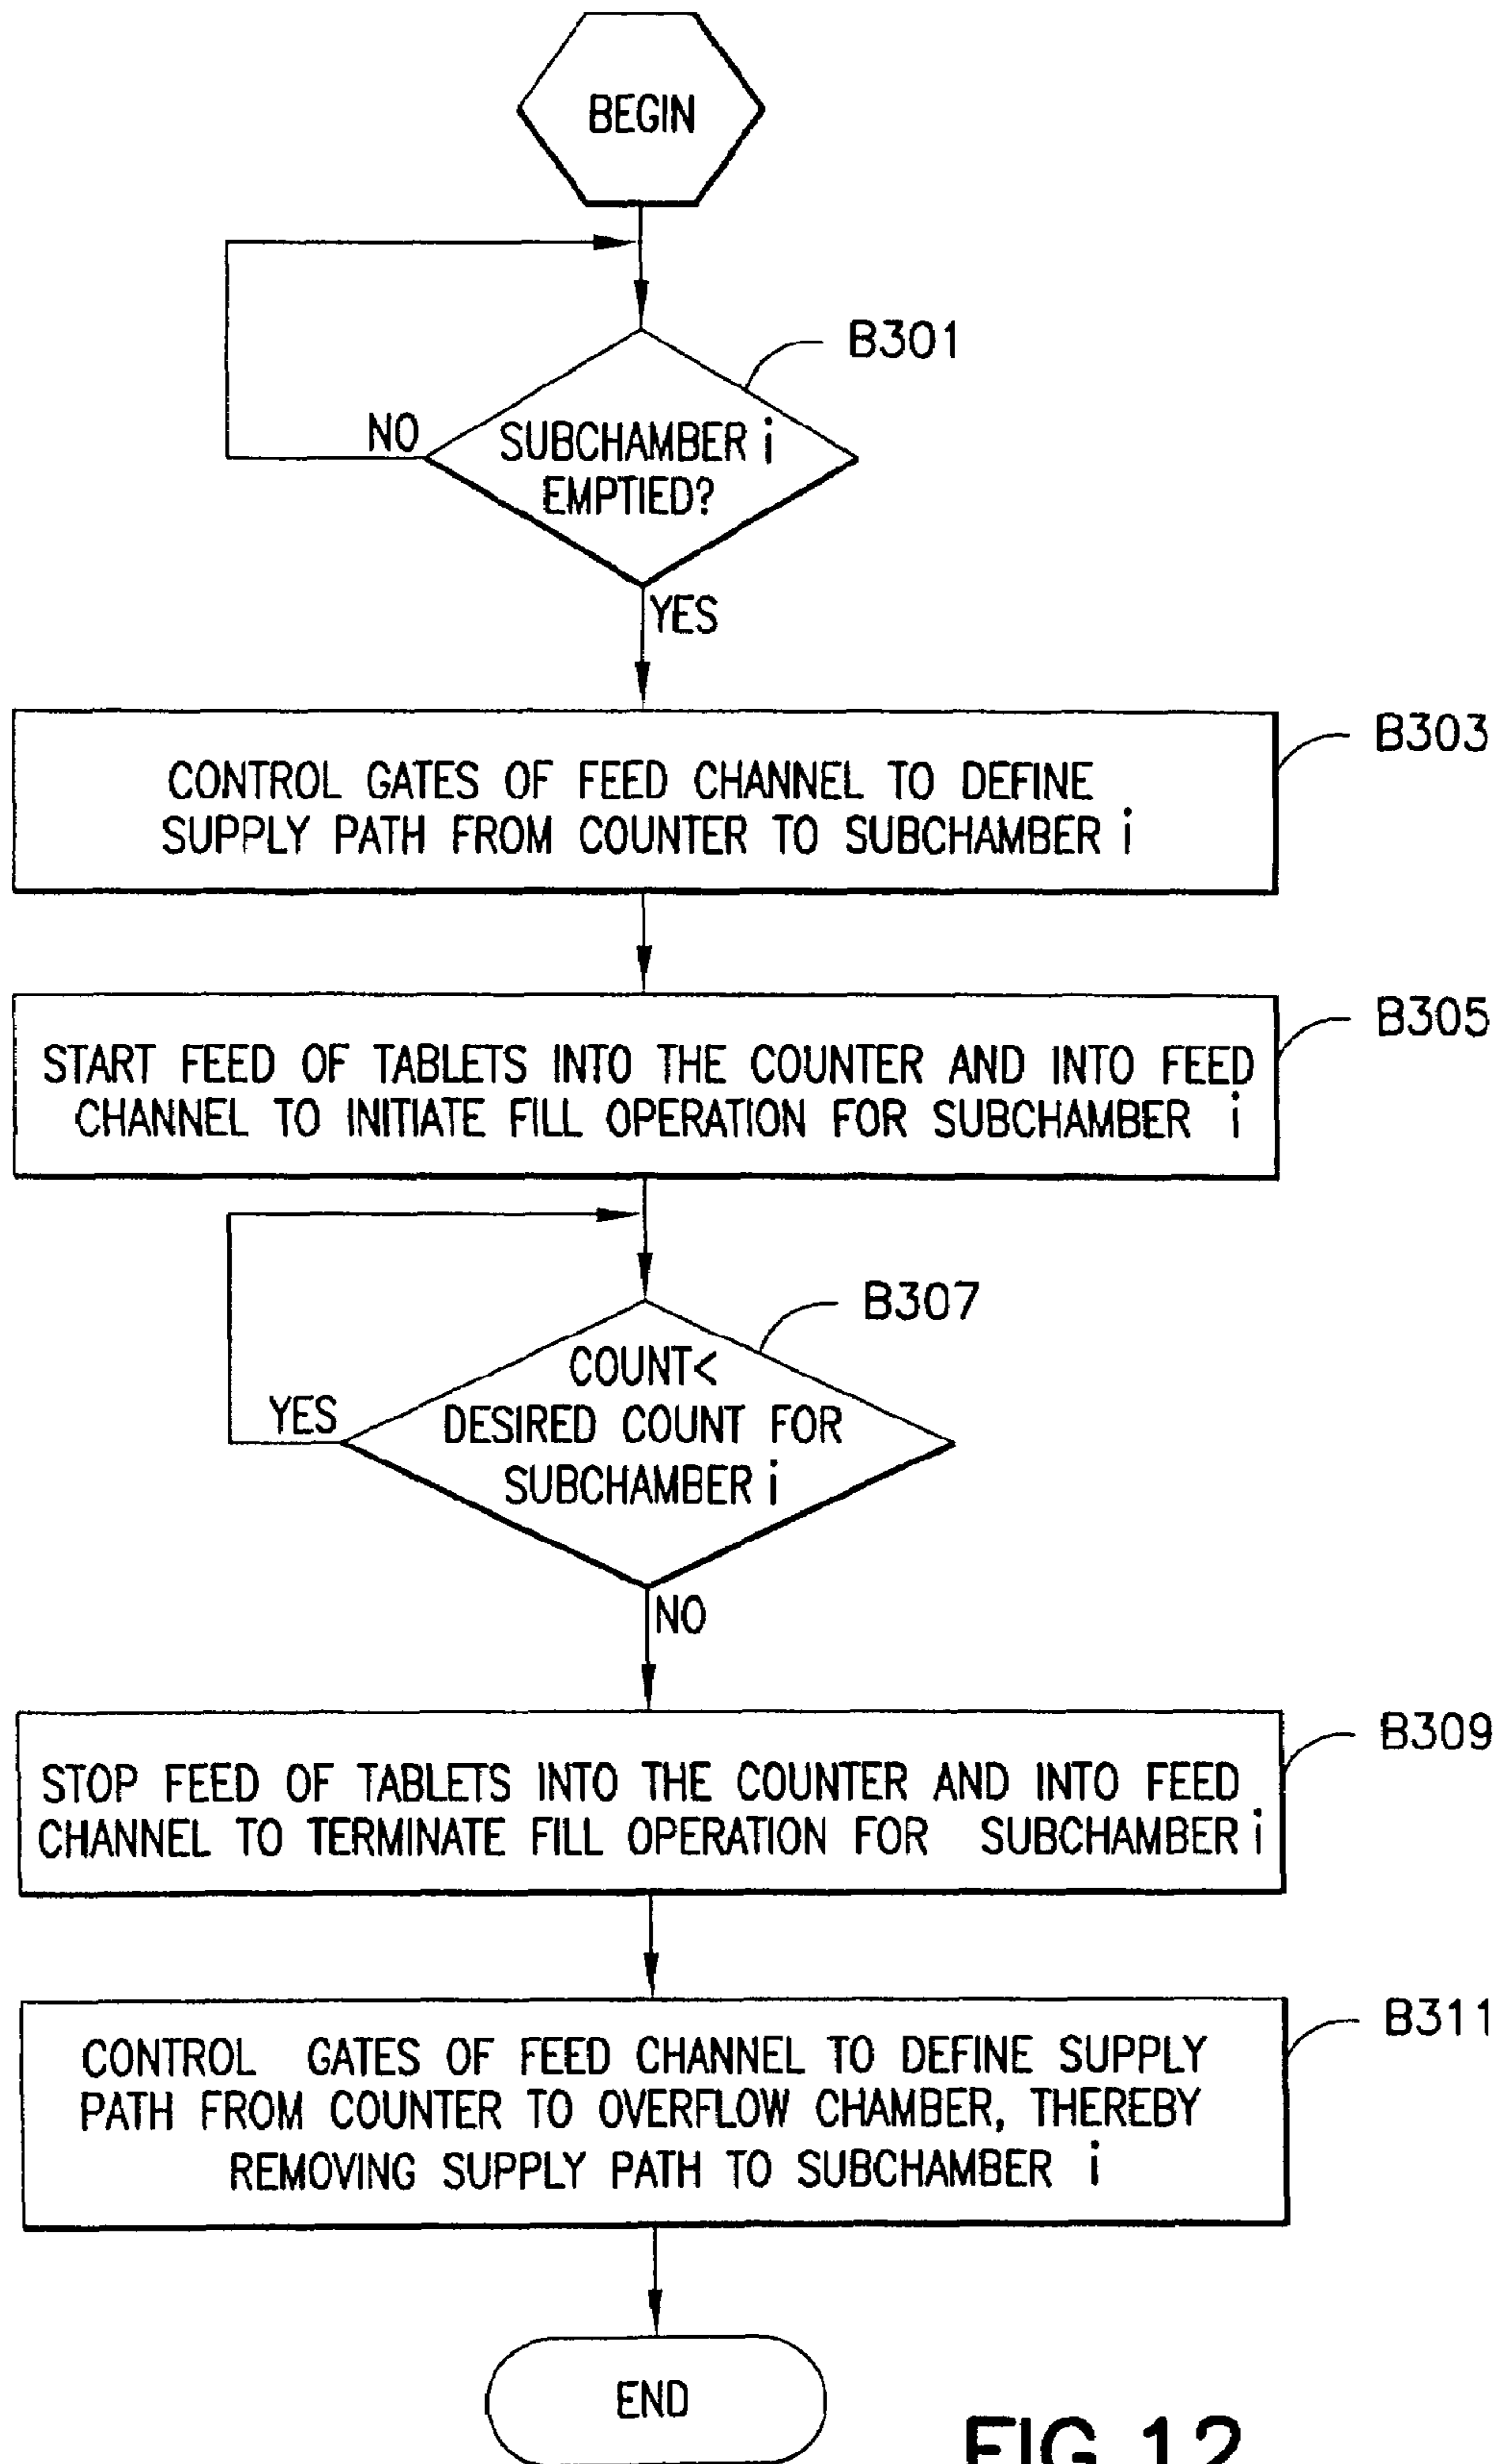 BEGIN
B301
NO
SUBCHAMBER i
EMPTIED?
YES
B303
CONTROL GATES OF FEED CHANNEL TO DEFINE
SUPPLY PATH FROM COUNTER TO SUBCHAMBER i
B305
START FEED OF TABLETS INTO THE COUNTER AND INTO FEED
CHANNEL TO INITIATE FILL OPERATION FOR SUBCHAMBER i
B307
COUNT<
YES
DESIRED COUNT FOR
SUBCHAMBER i
NO
B309
STOP FEED OF TABLETS INTO THE COUNTER AND INTO FEED
CHANNEL TO TERMINATE FILL OPERATION FOR SUBCHAMBER i
B311
CONTROL GATES OF FEED CHANNEL TO DEFINE SUPPLY
PATH FROM COUNTER TO OVERFLOW CHAMBER, THEREBY
REMOVING SUPPLY PATH TO SUBCHAMBER i
END
FIG.12